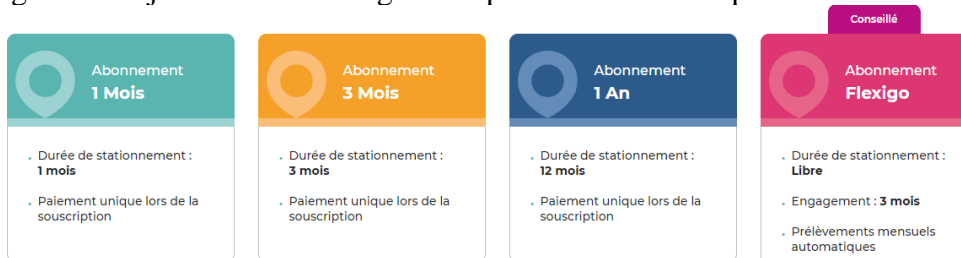 Conseillé
Abonnement
1 Mois
Durée de stationnement :
1 mois
Paiement unique lors de la
souscription
Abonnement
3 Mois
Durée de stationnement :
3 mois
Paiement unique lors de la
souscription
Abonnement
1 An
Durée de stationnement :
12 mois
Paiement unique lors de la
souscription
Abonnement
Flexigo
Durée de stationnement :
Libre
Engagement : 3 mois
Prélèvements mensuels
automatiques